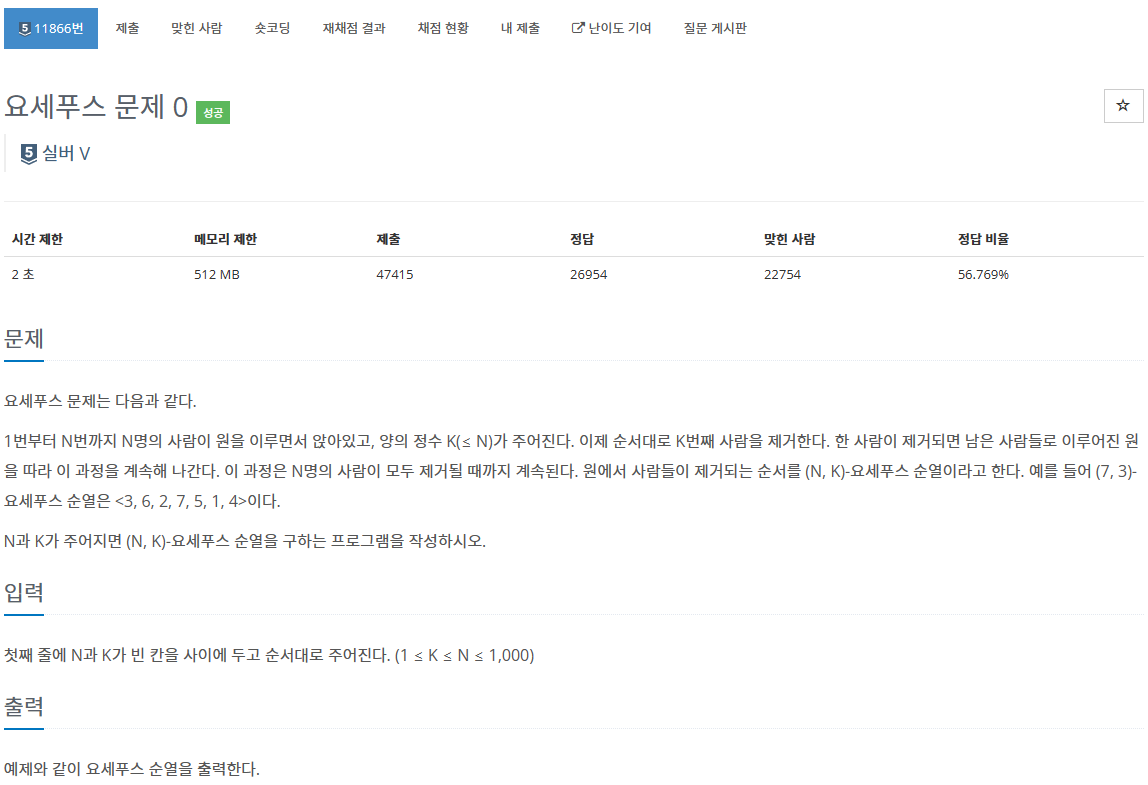 5 11866번 제출 맞힌 사람 숏코딩 재채점 결과 채점 현황 내 제출 난이도 기여 질문 게시판
요세푸스 문제 0 성공
5 실버 V
시간 제한 메모리 제한 제출 정답 맞힌 사람 정답 비율
2 초 512 MB 47415 26954 22754 56.769%
문제
요세푸스 문제는 다음과 같다.
1번부터 N번까지 N명의 사람이 원을 이루면서 앉아있고, 양의 정수 K(≤ N)가 주어진다. 이제 순서대로 K번째 사람을 제거한다. 한 사람이 제거되면 남은 사람들로 이루어진 원
을 따라 이 과정을 계속해 나간다. 이 과정은 N명의 사람이 모두 제거될 때까지 계속된다. 원에서 사람들이 제거되는 순서를 (N, K)-요세푸스 순열이라고 한다. 예를 들어 (7, 3)-
요세푸스 순열은 <3, 6, 2, 7, 5, 1, 4>이다.
N과 K가 주어지면 (N, K)-요세푸스 순열을 구하는 프로그램을 작성하시오.
입력
첫째 줄에 N과 K가 빈 칸을 사이에 두고 순서대로 주어진다. (1 ≤ K ≤ N ≤ 1,000)
출력
예제와 같이 요세푸스 순열을 출력한다.